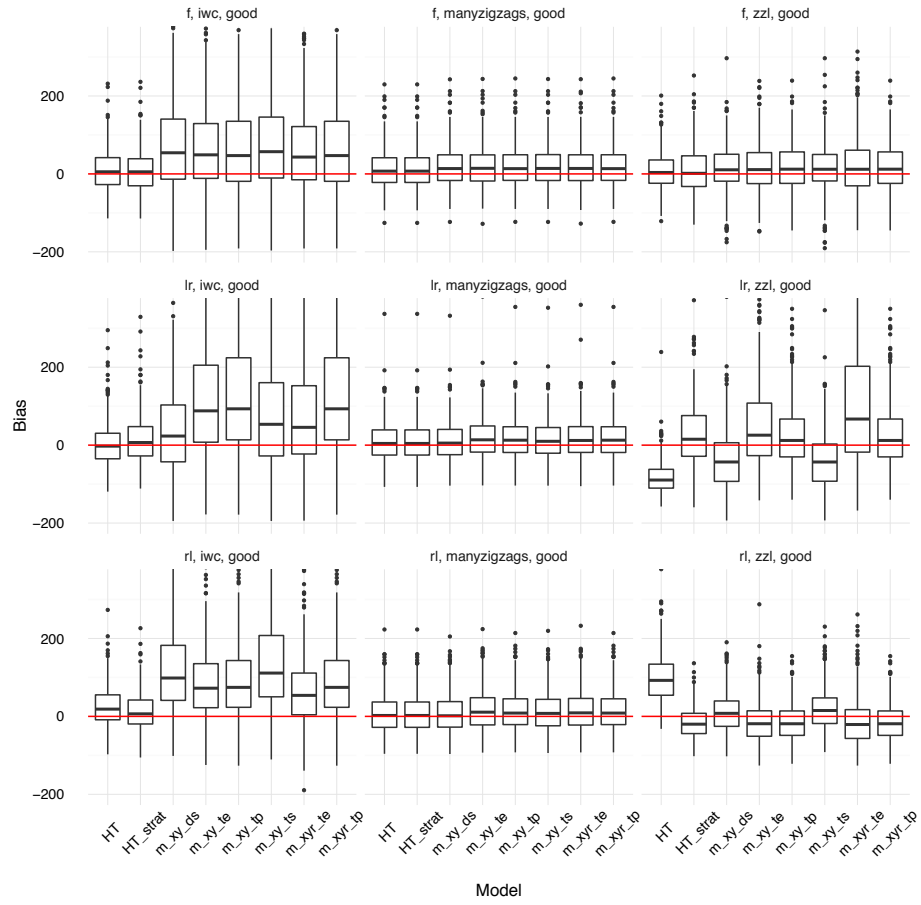 f, iwc, good
f, manyzigzags, good
f, zzl, good
200
0
−200
lr, iwc, good
lr, manyzigzags, good
lr, zzl, good
200
0
−200
Bias
rl, iwc, good
rl, manyzigzags, good
rl, zzl, good
200
0
−200
HT
HT_strat
m_xy_ds
m_xy_te
m_xy_tp
m_xy_ts
m_xyr_te
m_xyr_tp
HT
HT_strat
m_xy_ds
m_xy_te
m_xy_tp
m_xy_ts
m_xyr_te
m_xyr_tp
HT
HT_strat
m_xy_ds
m_xy_te
m_xy_tp
m_xy_ts
m_xyr_te
m_xyr_tp
Model